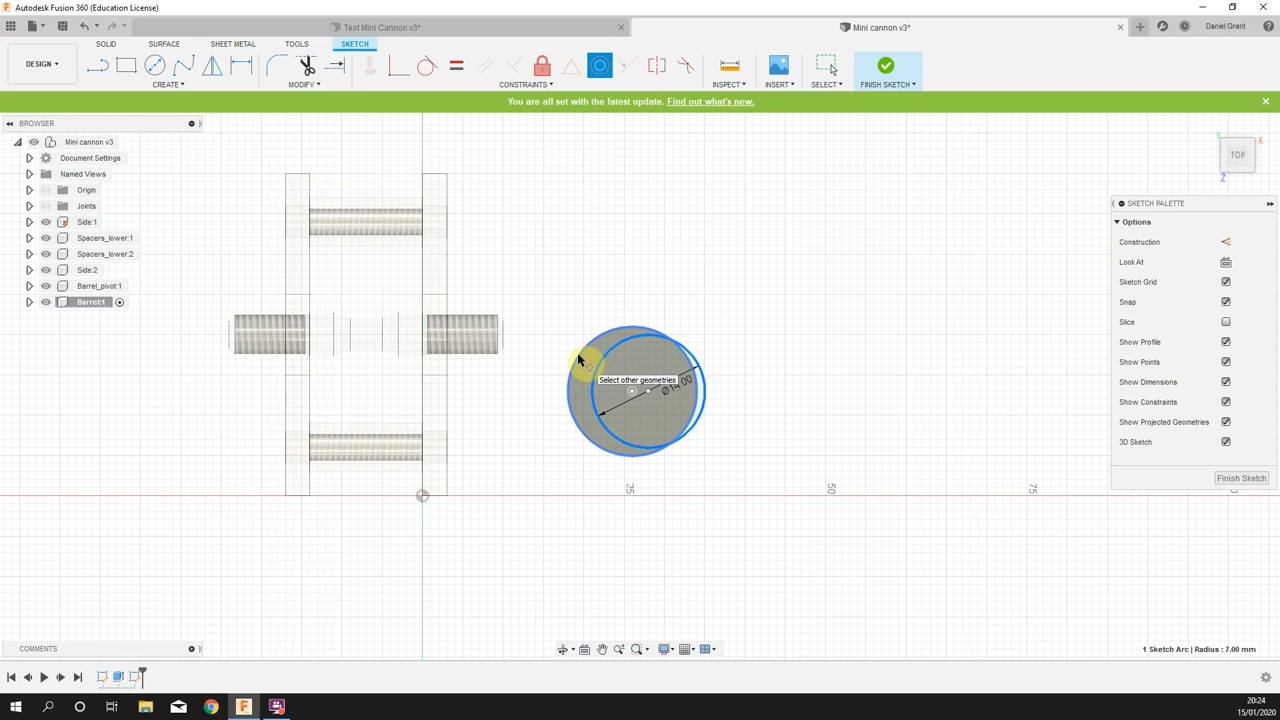 Autodesk Fusion 360 (Education License)
Test Mini Cannon v3*
Mini cannon v3*
Daniel Grant
DESIGN
SOLID
SURFACE
SHEET METAL
TOOLS
SKETCH
CREATE
MODIFY
CONSTRAINTS
INSPECT
INSERT
SELECT
FINISH SKETCH
You are all set with the latest update. Find out what's new.
BROWSER
Mini cannon v3
Document Settings
Named Views
Origin
Joints
Side:1
Spacers_lower:1
Spacers_lower:2
Side:2
Barrel_pivot:1
Barrel:1
TOP
X
Y
Z
SKETCH PALETTE
Options
Construction
Look At
Sketch Grid
Snap
Slice
Show Profile
Show Points
Show Dimensions
Show Constraints
Show Projected Geometries
3D Sketch
Finish Sketch
Select other geometries
Ø14.00
25
50
75
COMMENTS
1 Sketch Arc | Radius : 7.00 mm
20:24
15/01/2020